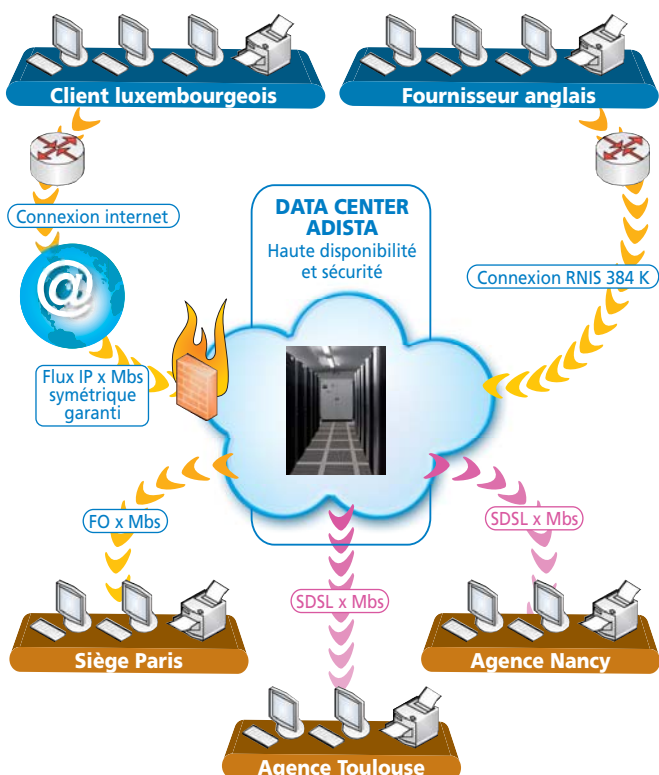 Client luxembourgeois
Fournisseur anglais
Connexion internet
DATA CENTER
ADISTA
Haute disponibilité
et sécurité
@
Connexion RNIS 384 K
Flux IP x Mbs
symétrique
garanti
FO x Mbs
SDSL x Mbs
SDSL x Mbs
Siège Paris
Agence Nancy
Agence Toulouse